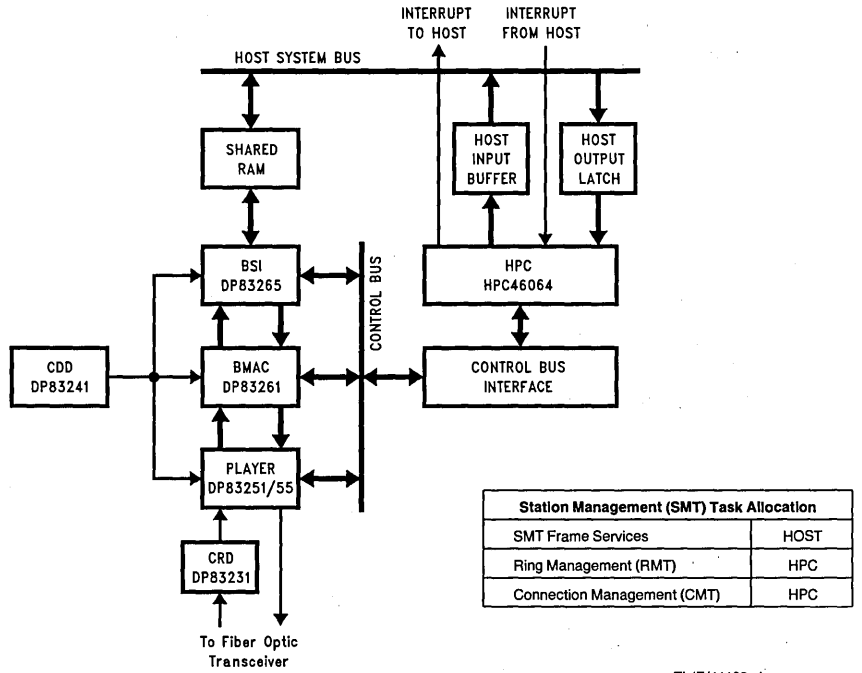 INTERRUPT
TO HOST
INTERRUPT
FROM HOST
HOST SYSTEM BUS
SHARED
RAM
HOST
INPUT
BUFFER
HOST
OUTPUT
LATCH
BSI
DP83265
CONTROL BUS
HPC
HPC46064
CDD
DP83241
BMAC
DP83261
CONTROL BUS
INTERFACE
PLAYER
DP83251/55
CRD
DP83231
To Fiber Optic
Transceiver
Station Management (SMT) Task Allocation
SMT Frame Services HOST
Ring Management (RMT) HPC
Connection Management (CMT) HPC